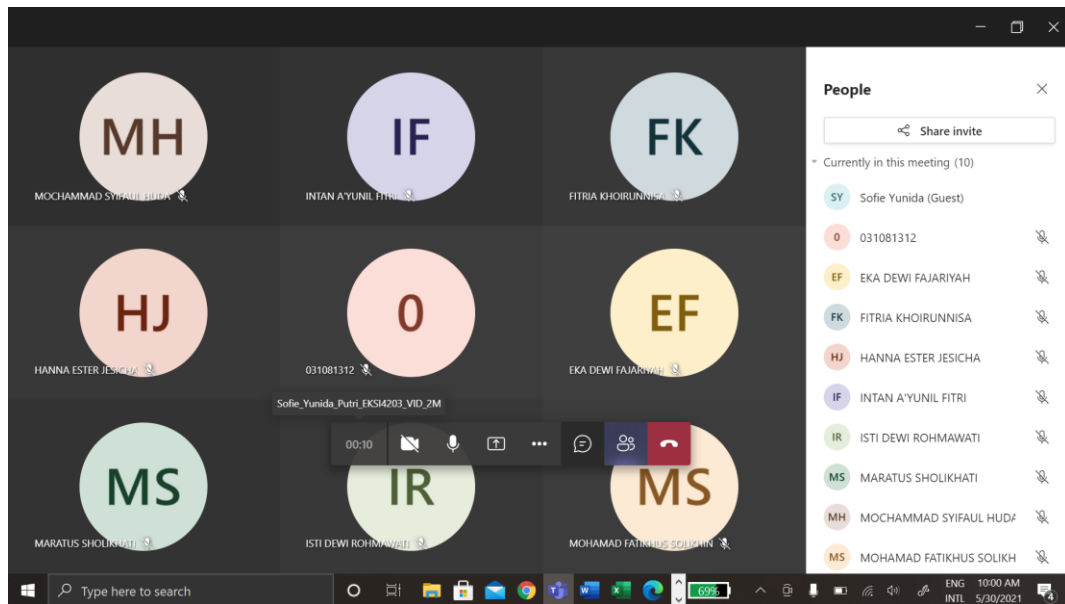 MH
MOCHAMMAD SYIFAUL HUDA
IF
INTAN A'YUNIL FITRI
FK
FITRIA KHOIRUNNISA
HJ
HANNA ESTER JESICHA
0
031081312
EF
EKA DEWI FAJARIYAH
Sofie_Yunida_Putri_EKSI4203_VID_2M
00:10
MS
MARATUS SHOLIKHATI
IR
ISTI DEWI ROHMAWATI
MS
MOHAMAD FATIKHUS SOLIKHIN
People
Share invite
Currently in this meeting (10)
SY Sofie Yunida (Guest)
0 031081312
EF EKA DEWI FAJARIYAH
FK FITRIA KHOIRUNNISA
HJ HANNA ESTER JESICHA
IF INTAN A'YUNIL FITRI
IR ISTI DEWI ROHMAWATI
MS MARATUS SHOLIKHATI
MH MOCHAMMAD SYIFAUL HUDA
MS MOHAMAD FATIKHUS SOLIKH
Type here to search
69%
ENG 10:00 AM
INTL 5/30/2021
4